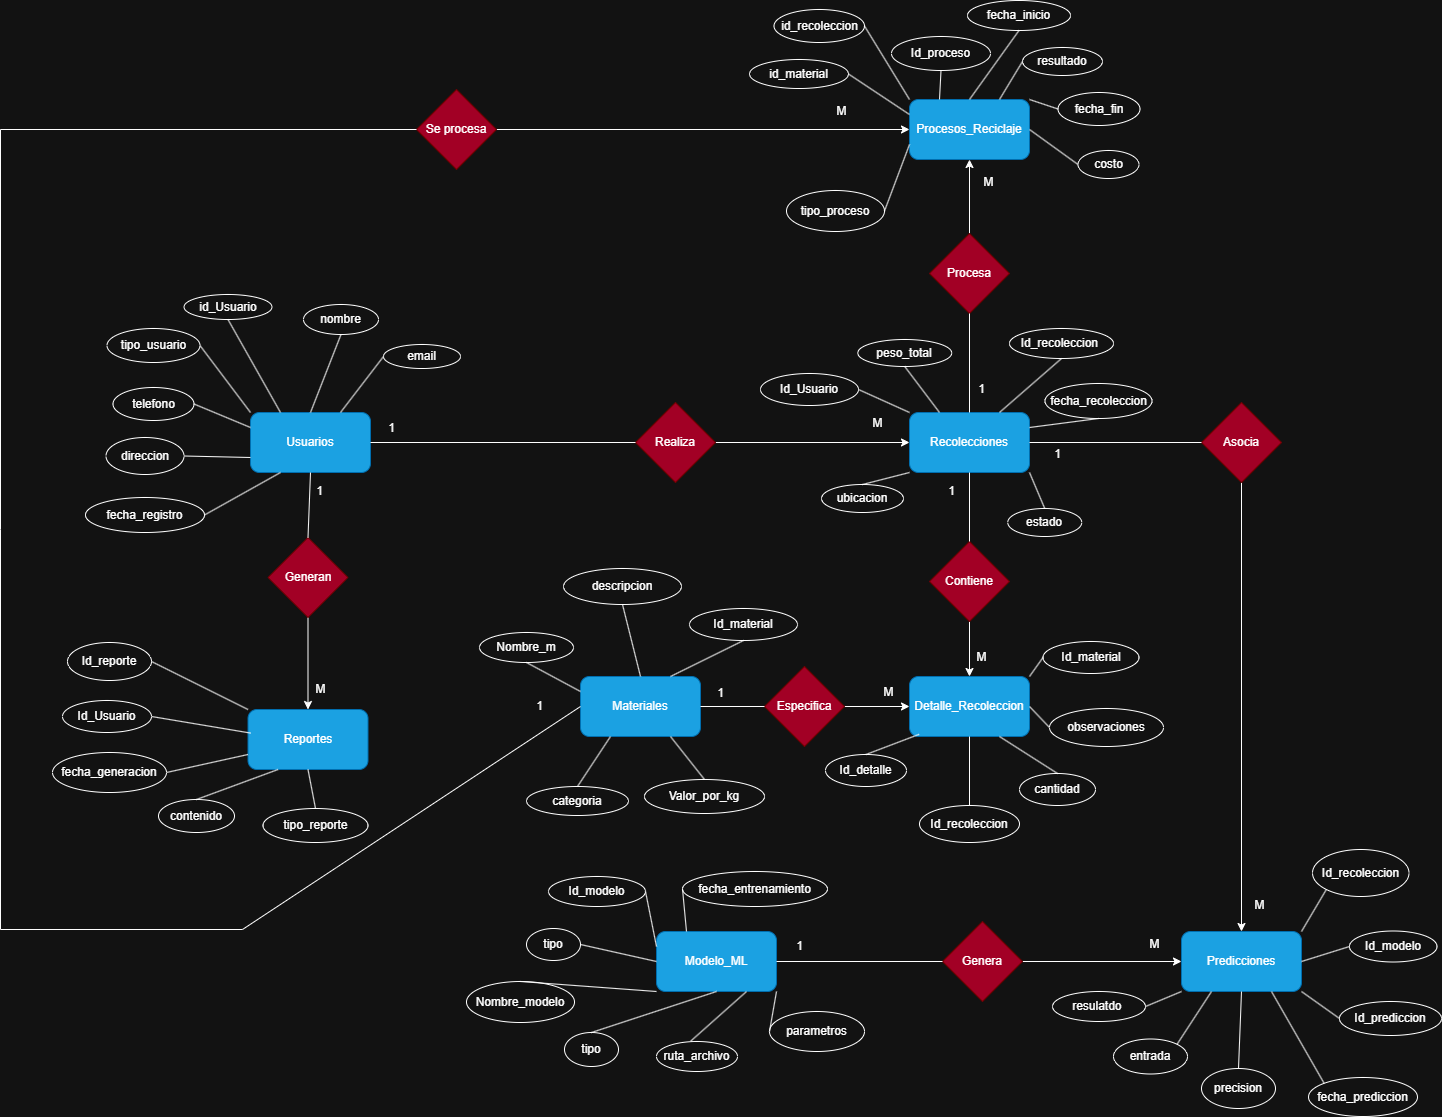 id_recoleccion
fecha_inicio
Id_proceso
resultado
id_material
fecha_fin
M
Se procesa
Procesos_Reciclaje
costo
M
tipo_proceso
Procesa
id_Usuario
nombre
tipo_usuario
email
peso_total
Id_recoleccion
Id_Usuario
1
telefono
fecha_recoleccion
1
M
Usuarios
Realiza
Recolecciones
Asocia
direccion
1
1
1
ubicacion
fecha_registro
estado
Generan
Contiene
descripcion
Id_material
Nombre_m
M
Id_material
Id_reporte
M
1
1
M
Materiales
Especifica
Detalle_Recoleccion
Id_Usuario
observaciones
Reportes
fecha_generacion
Id_detalle
cantidad
categoria
Valor_por_kg
contenido
tipo_reporte
Id_recoleccion
Id_recoleccion
Id_modelo
fecha_entrenamiento
M
tipo
1
M
Id_modelo
Modelo_ML
Genera
Predicciones
Nombre_modelo
resulatdo
Id_prediccion
parametros
tipo
ruta_archivo
entrada
precision
fecha_prediccion